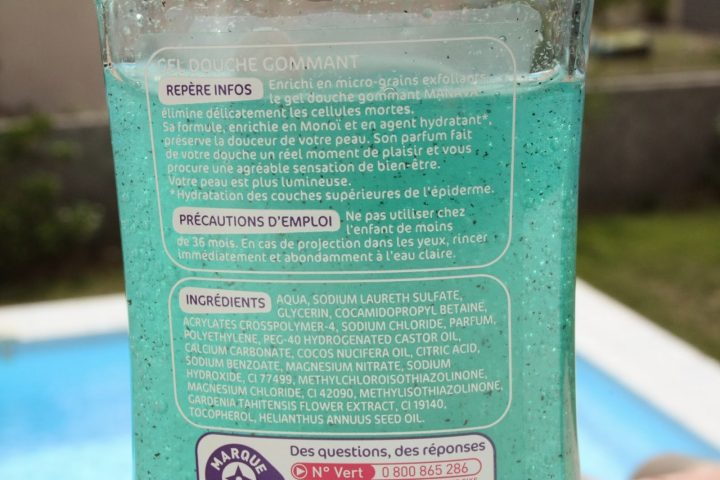 GEL DOUCHE GOMMANT
REPÈRE INFOS Enrichi en micro-grains exfoliants,
le gel douche gommant MANAVA
élimine délicatement les cellules mortes.
Sa formule, enrichie en Monoï et en agent hydratant*,
préserve la douceur de votre peau. Son parfum fait
de votre douche un réel moment de plaisir et vous
procure une agréable sensation de bien-être.
Votre peau est plus lumineuse.
*Hydratation des couches supérieures de l'épiderme.
PRÉCAUTIONS D'EMPLOI Ne pas utiliser chez
l'enfant de moins
de 36 mois. En cas de projection dans les yeux, rincer
immédiatement et abondamment à l'eau claire.
INGRÉDIENTS AQUA, SODIUM LAURETH SULFATE,
GLYCERIN, COCAMIDOPROPYL BETAINE,
ACRYLATES CROSSPOLYMER-4, SODIUM CHLORIDE, PARFUM,
POLYETHYLENE, PEG-40 HYDROGENATED CASTOR OIL,
CALCIUM CARBONATE, COCOS NUCIFERA OIL, CITRIC ACID,
SODIUM BENZOATE, MAGNESIUM NITRATE, SODIUM
HYDROXIDE, CI 77499, METHYLCHLOROISOTHIAZOLINONE,
MAGNESIUM CHLORIDE, CI 42090, METHYLISOTHIAZOLINONE,
GARDENIA TAHITENSIS FLOWER EXTRACT, CI 19140,
TOCOPHEROL, HELIANTHUS ANNUUS SEED OIL.
MARQUE
Des questions, des réponses
N° Vert 0 800 865 286